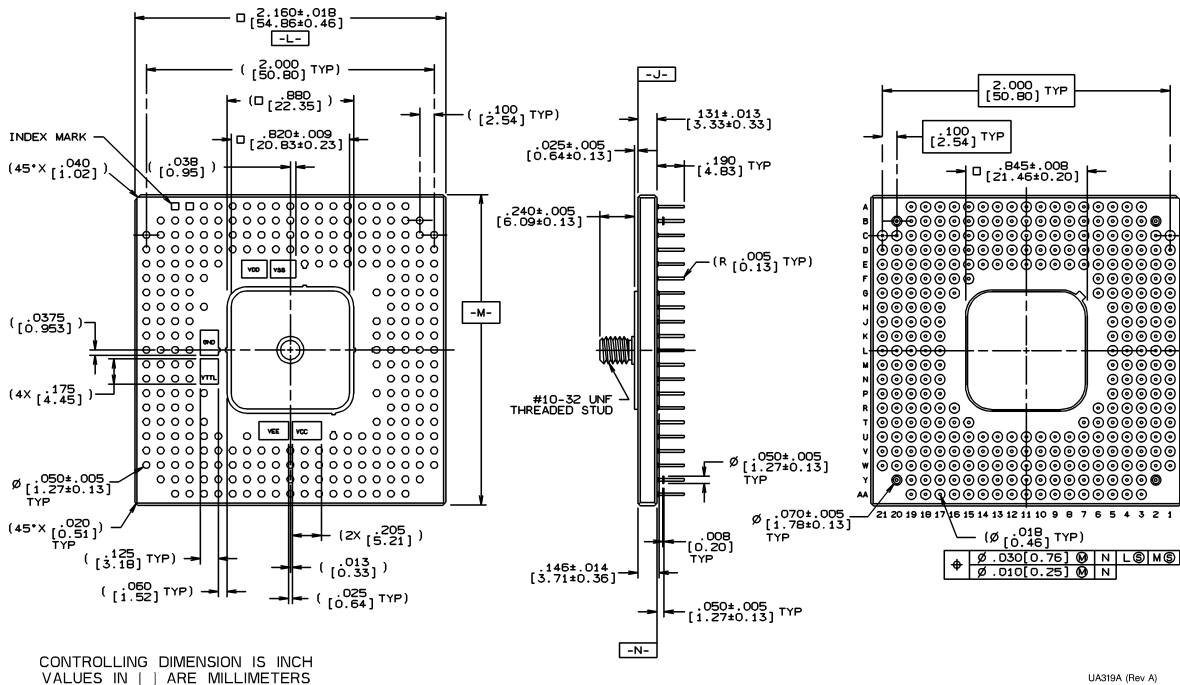 □ 2.160±.018
[54.86±0.46]
-L-
( 2.000
[50.80] TYP)
(□ .880
[22.35] )
□ .820±.009
[20.83±0.23]
( .100
[2.54] TYP)
INDEX MARK
(45°X .040
[1.02] )
( .038
[0.95] )
VDD
VSS
-M-
( .0375
[0.953] )
GND
VTTL
(4X .175
[4.45] )
VEE
VCC
Ø .050±.005
[1.27±0.13]
TYP
(45°X .020
[0.51] )
TYP
( .125
[3.18] TYP)
( .060
[1.52] TYP)
(2X .205
[5.21] )
( .013
[0.33] )
( .025
[0.64] TYP)
-J-
.131±.013
[3.33±0.33]
.025±.005
[0.64±0.13]
.190
[4.83] TYP
.240±.005
[6.09±0.13]
(R .005
[0.13] TYP)
#10-32 UNF
THREADED STUD
Ø .050±.005
[1.27±0.13]
TYP
.008
[0.20]
TYP
.146±.014
[3.71±0.36]
.050±.005
[1.27±0.13] TYP
-N-
2.000
[50.80] TYP
.100
[2.54] TYP
□ .845±.008
[21.46±0.20]
A
B
C
D
E
F
G
H
J
K
L
M
N
P
R
T
U
V
W
Y
AA
21 20 19 18 17 16 15 14 13 12 11 10 9 8 7 6 5 4 3 2 1
Ø .070±.005
[1.78±0.13]
TYP
(Ø .018
[0.46] TYP)
⌖ Ø .030[0.76] Ⓜ N L Ⓢ M Ⓢ
Ø .010[0.25] Ⓜ N
CONTROLLING DIMENSION IS INCH
VALUES IN [ ] ARE MILLIMETERS
UA319A (Rev A)